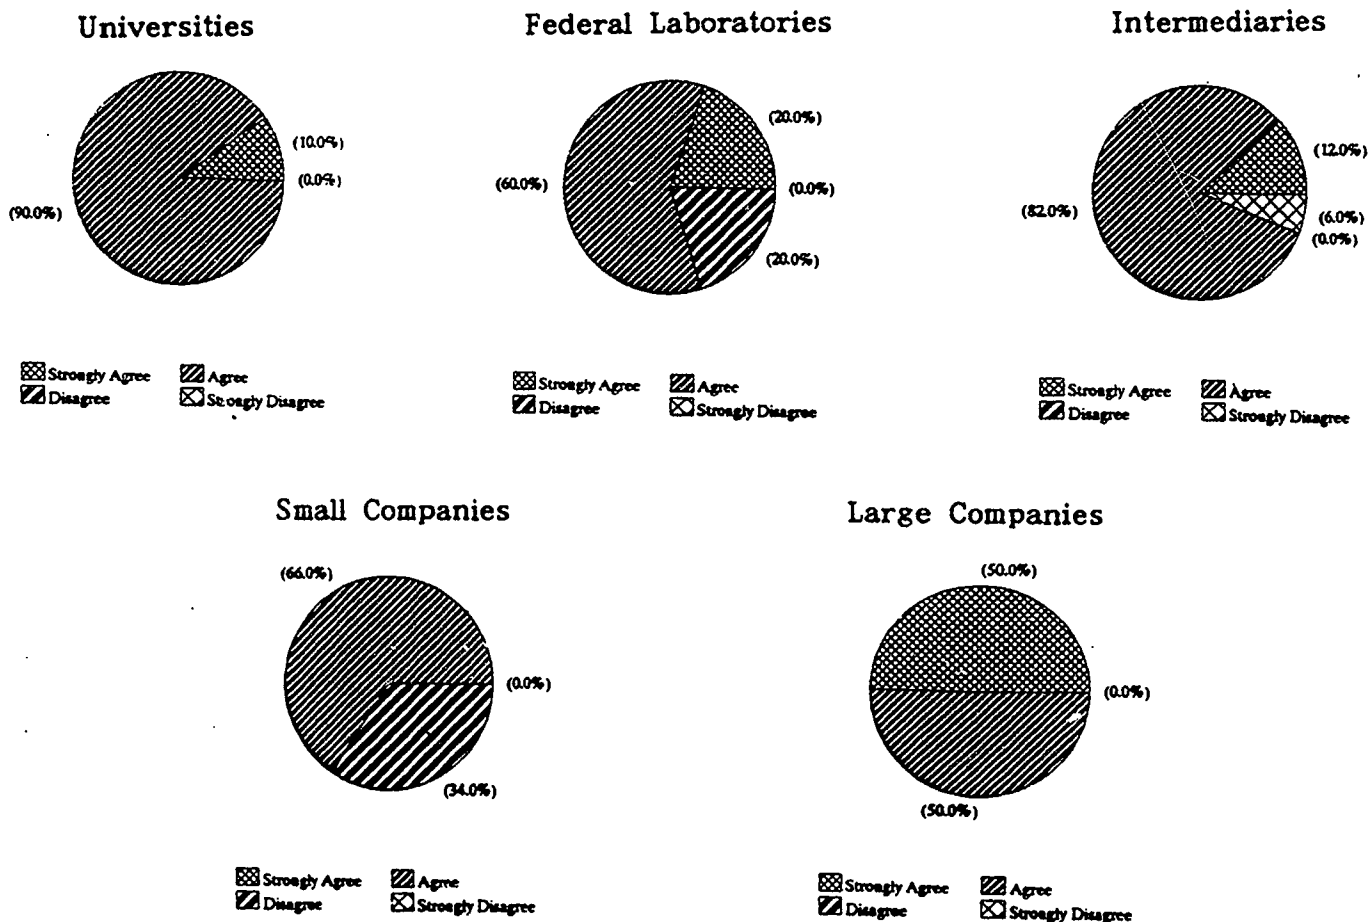 Universities
(10.0%)
(0.0%)
(90.0%)
Strongly Agree Agree
Disagree Strongly Disagree
Federal Laboratories
(20.0%)
(60.0%)
(0.0%)
(20.0%)
Strongly Agree Agree
Disagree Strongly Disagree
Intermediaries
(12.0%)
(82.0%)
(6.0%)
(0.0%)
Strongly Agree Agree
Disagree Strongly Disagree
Small Companies
(66.0%)
(0.0%)
(34.0%)
Strongly Agree Agree
Disagree Strongly Disagree
Large Companies
(50.0%)
(0.0%)
(50.0%)
Strongly Agree Agree
Disagree Strongly Disagree